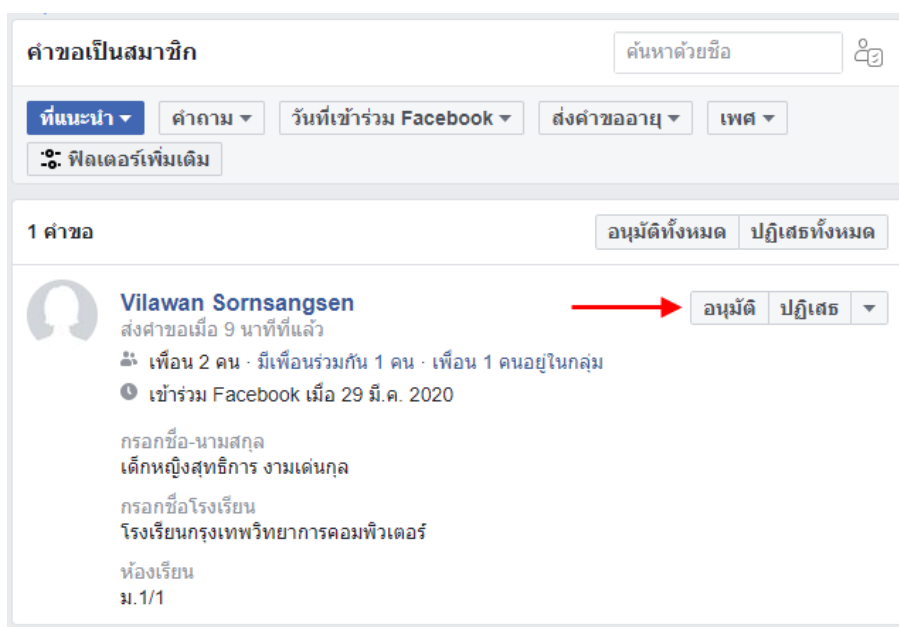 คำขอเป็นสมาชิก
ค้นหาด้วยชื่อ
ที่แนะนำ
คำถาม
วันที่เข้าร่วม Facebook
ส่งคำขออายุ
เพศ
ฟิลเตอร์เพิ่มเติม
1 คำขอ
อนุมัติทั้งหมด
ปฏิเสธทั้งหมด
Vilawan Sornsangsen
อนุมัติ
ปฏิเสธ
ส่งคำขอเมื่อ 9 นาทีที่แล้ว
เพื่อน 2 คน · มีเพื่อนร่วมกัน 1 คน · เพื่อน 1 คนอยู่ในกลุ่ม
เข้าร่วม Facebook เมื่อ 29 มี.ค. 2020
กรอกชื่อ-นามสกุล
เด็กหญิงสุทธิการ งามเด่นกุล
กรอกชื่อโรงเรียน
โรงเรียนกรุงเทพวิทยาการคอมพิวเตอร์
ห้องเรียน
ม.1/1